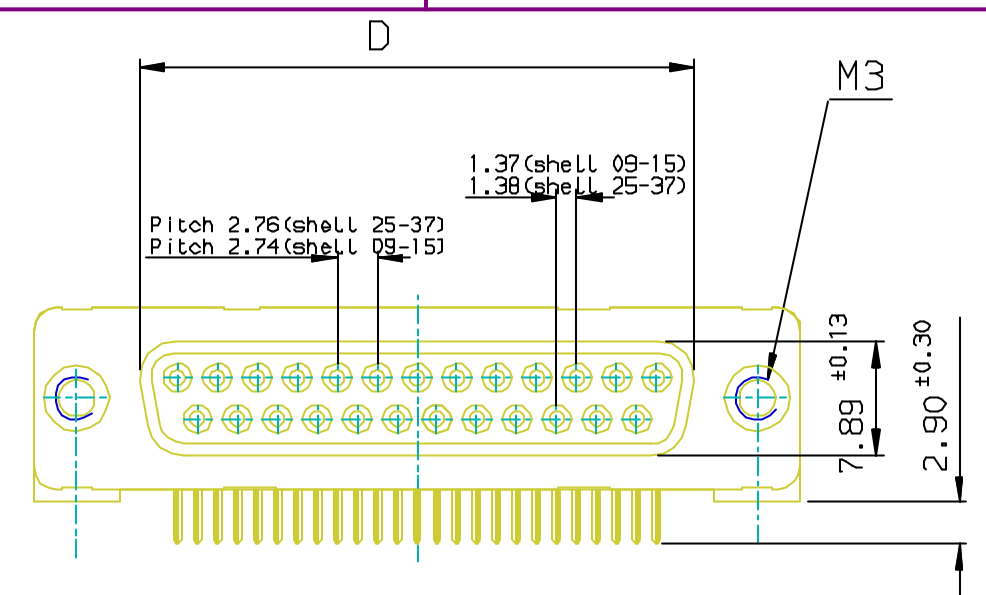 D
M3
1.37(shell 09-15)
1.38(shell 25-37)
Pitch 2.76(shell 25-37)
Pitch 2.74(shell 09-15)
7.89 ±0.13
2.90 ±0.30